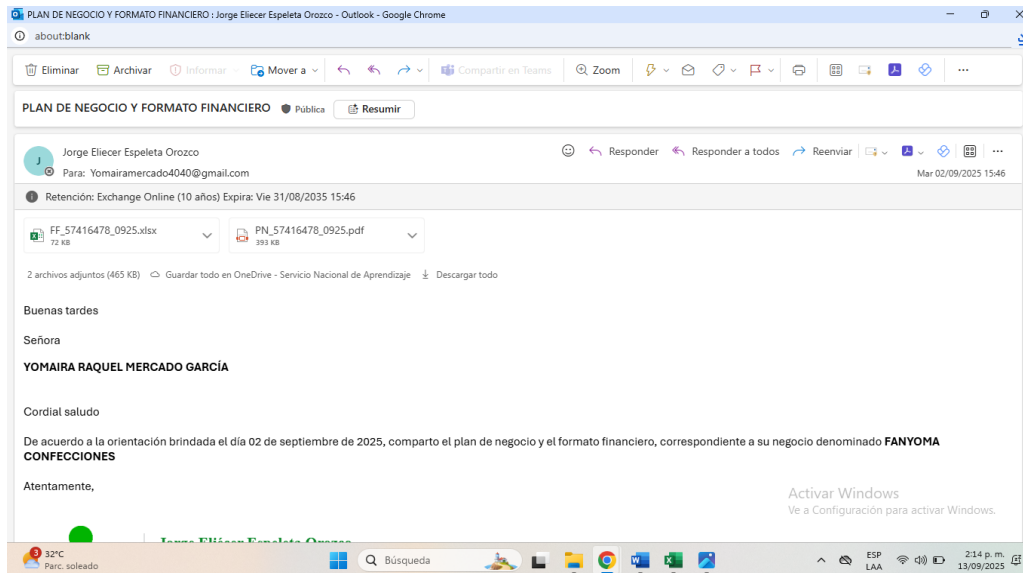 PLAN DE NEGOCIO Y FORMATO FINANCIERO : Jorge Eliecer Espeleta Orozco - Outlook - Google Chrome
about:blank
Eliminar Archivar Informar Mover a Compartir en Teams Zoom
PLAN DE NEGOCIO Y FORMATO FINANCIERO Pública Resumir
J
Jorge Eliecer Espeleta Orozco
Responder Responder a todos Reenviar
Para: Yomairamercado4040@gmail.com
Mar 02/09/2025 15:46
Retención: Exchange Online (10 años) Expira: Vie 31/08/2035 15:46
FF_57416478_0925.xlsx
72 KB
PN_57416478_0925.pdf
393 KB
2 archivos adjuntos (465 KB) Guardar todo en OneDrive - Servicio Nacional de Aprendizaje Descargar todo
Buenas tardes
Señora
YOMAIRA RAQUEL MERCADO GARCÍA
Cordial saludo
De acuerdo a la orientación brindada el día 02 de septiembre de 2025, comparto el plan de negocio y el formato financiero, correspondiente a su negocio denominado FANYOMA
CONFECCIONES
Atentamente,
Activar Windows
Ve a Configuración para activar Windows.
Jorge Eliécer Espeleta Orozco
3
32°C
Parc. soleado
Búsqueda
ESP
LAA
2:14 p. m.
13/09/2025